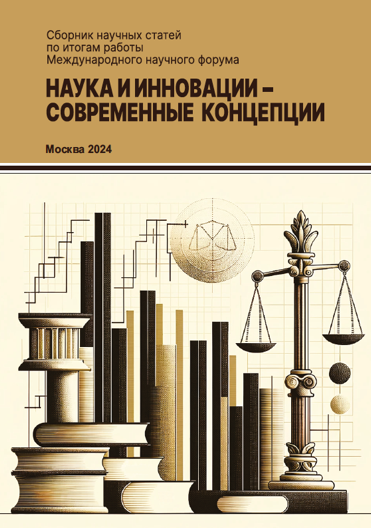 Сборник научных статей
по итогам работы
Международного научного форума
НАУКА И ИННОВАЦИИ –
СОВРЕМЕННЫЕ КОНЦЕПЦИИ
Москва 2024